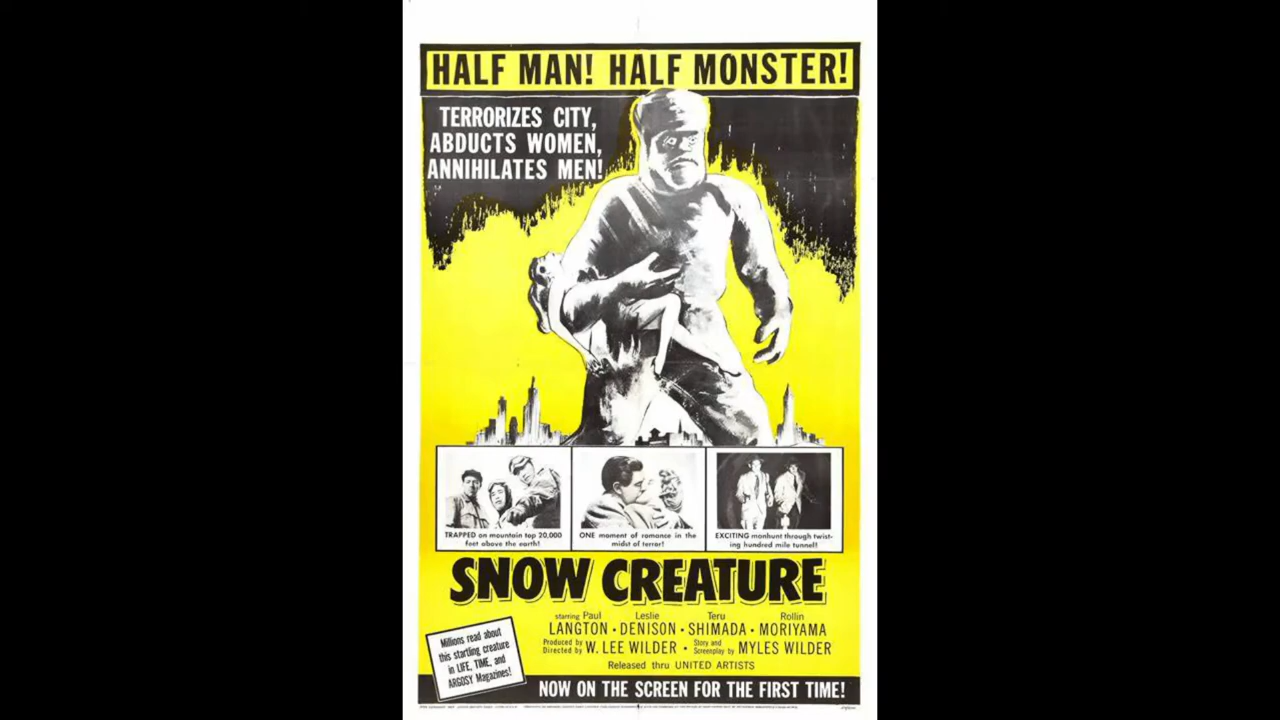 HALF MAN! HALF MONSTER!
TERRORIZES CITY,
ABDUCTS WOMEN,
ANNIHILATES MEN!
TRAPPED on mountain top 20,000
feet above the earth!
ONE moment of romance in the
midst of terror!
EXCITING manhunt through twist-
ing hundred mile tunnel!
SNOW CREATURE
starring Paul LANGTON • Leslie DENISON • Teru SHIMADA • Rollin MORIYAMA
Produced by Directed by W. LEE WILDER • Story and Screenplay by MYLES WILDER
Released thru UNITED ARTISTS
Millions read about
this startling creature
in LIFE, TIME, and
ARGOSY Magazines!
NOW ON THE SCREEN FOR THE FIRST TIME!